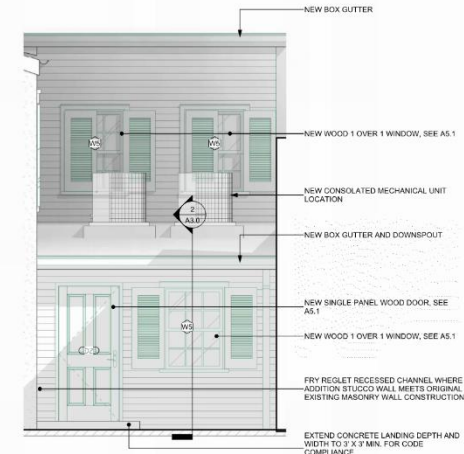 NEW BOX GUTTER
W5
W5
NEW WOOD 1 OVER 1 WINDOW, SEE A5.1
NEW CONSOLATED MECHANICAL UNIT
LOCATION
2
A3.0
NEW BOX GUTTER AND DOWNSPOUT
NEW SINGLE PANEL WOOD DOOR, SEE
A5.1
W5
NEW WOOD 1 OVER 1 WINDOW, SEE A5.1
FRY REGLET RECESSED CHANNEL WHERE
ADDITION STUCCO WALL MEETS ORIGINAL
EXISTING MASONRY WALL CONSTRUCTION
EXTEND CONCRETE LANDING DEPTH AND
WIDTH TO 3' X 3' MIN. FOR CODE
COMPLIANCE